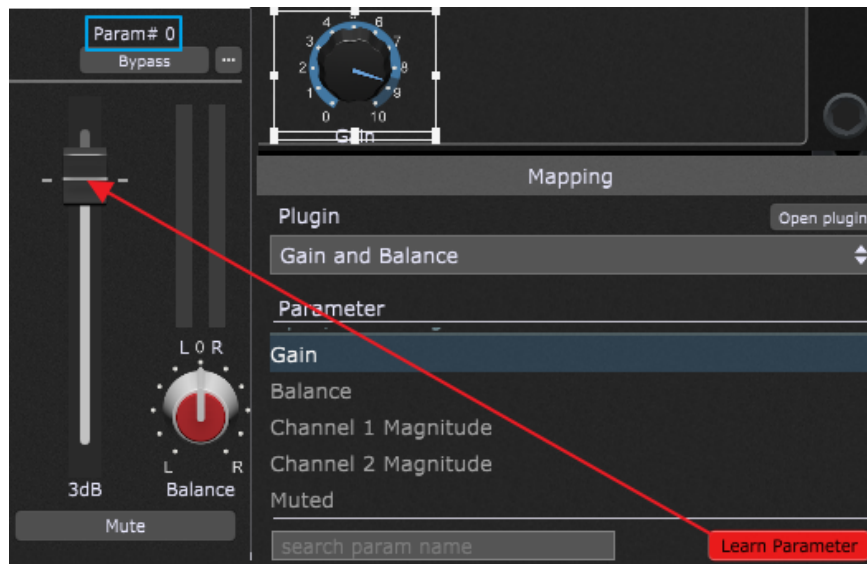 Param# 0
Bypass ...
L 0 R
L R
3dB Balance
Mute
0 1 2 3 4 6 7 8 9 10
Gain
Mapping
Plugin Open plugin
Gain and Balance
Parameter
Gain
Balance
Channel 1 Magnitude
Channel 2 Magnitude
Muted
search param name Learn Parameter